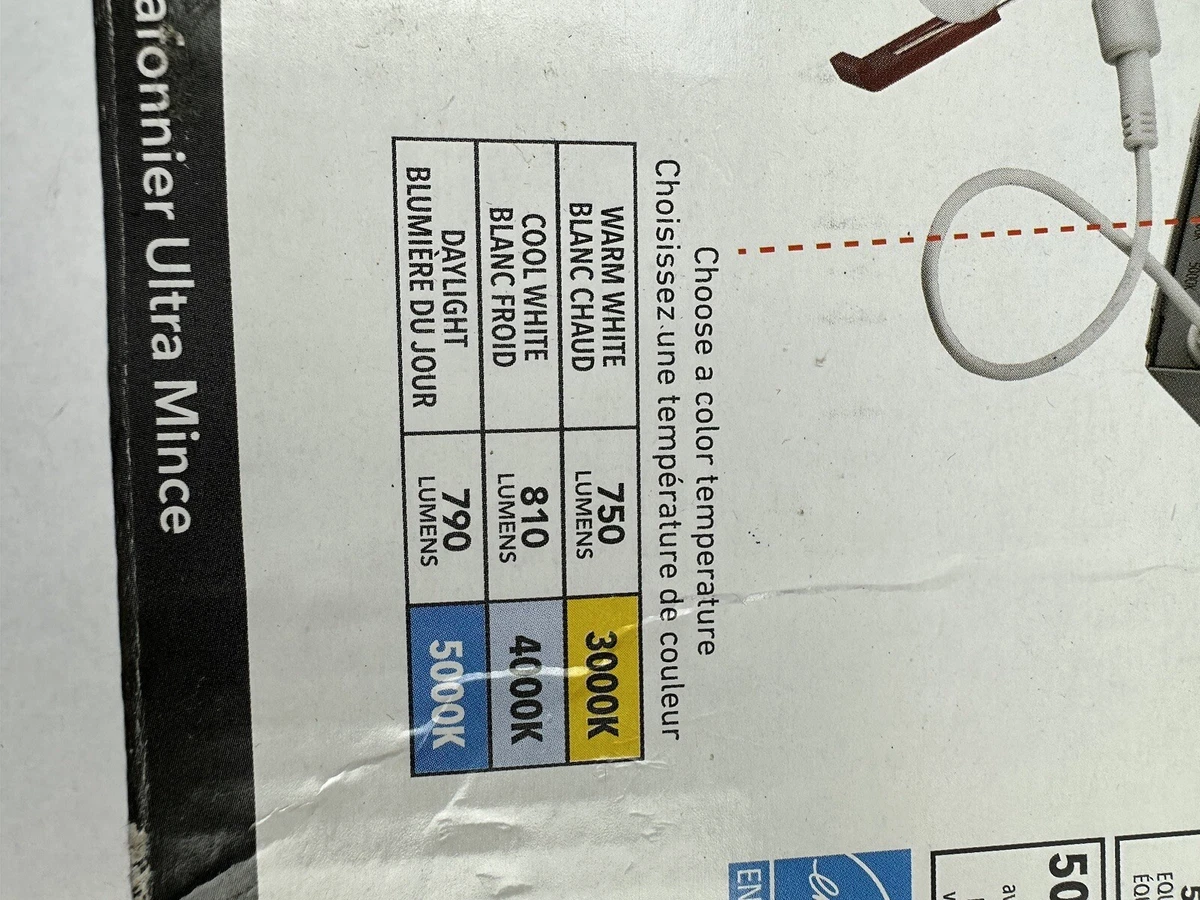 Choose a color temperature
Choisissez une température de couleur
WARM WHITE
BLANC CHAUD
750
LUMENS
3000K
COOL WHITE
BLANC FROID
810
LUMENS
4000K
DAYLIGHT
BLUMIÈRE DU JOUR
790
LUMENS
5000K
Ultra Mince